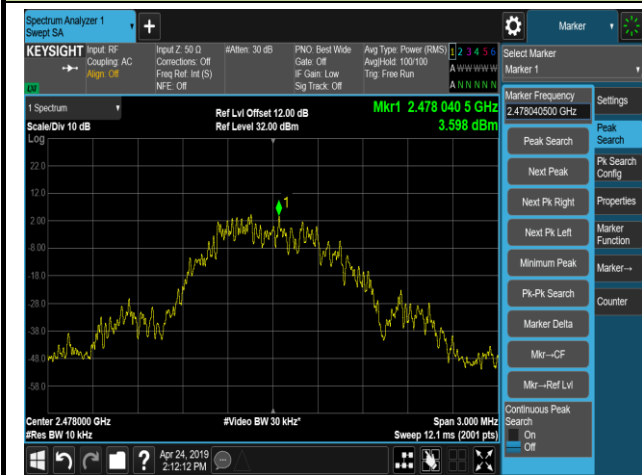 Spectrum Analyzer 1
Swept SA
+
Marker
KEYSIGHT
Input: RF
Coupling: AC
Align: Off
Input Z: 50 Ω
Corrections: Off
Freq Ref: Int (S)
NFE: Off
#Atten: 30 dB
PNO: Best Wide
Gate: Off
IF Gain: Low
Sig Track: Off
Avg Type: Power (RMS)
Avg|Hold: 100/100
Trig: Free Run
1 2 3 4 5 6
A W W W W W
A N N N N N
Select Marker
Marker 1
LXI
1 Spectrum
Scale/Div 10 dB
Log
Ref Lvl Offset 12.00 dB
Ref Level 32.00 dBm
Mkr1 2.478 040 5 GHz
3.598 dBm
22.0
12.0
2.00
-8.00
-18.0
-28.0
-38.0
-48.0
-58.0
1
Center 2.478000 GHz
#Res BW 10 kHz
#Video BW 30 kHz*
Span 3.000 MHz
Sweep 12.1 ms (2001 pts)
Marker Frequency
2.478040500 GHz
Peak Search
Next Peak
Next Pk Right
Next Pk Left
Minimum Peak
Pk-Pk Search
Marker Delta
Mkr→CF
Mkr→Ref Lvl
Continuous Peak
Search
On
Off
Settings
Peak
Search
Pk Search
Config
Properties
Marker
Function
Marker→
Counter
?
Apr 24, 2019
2:12:12 PM